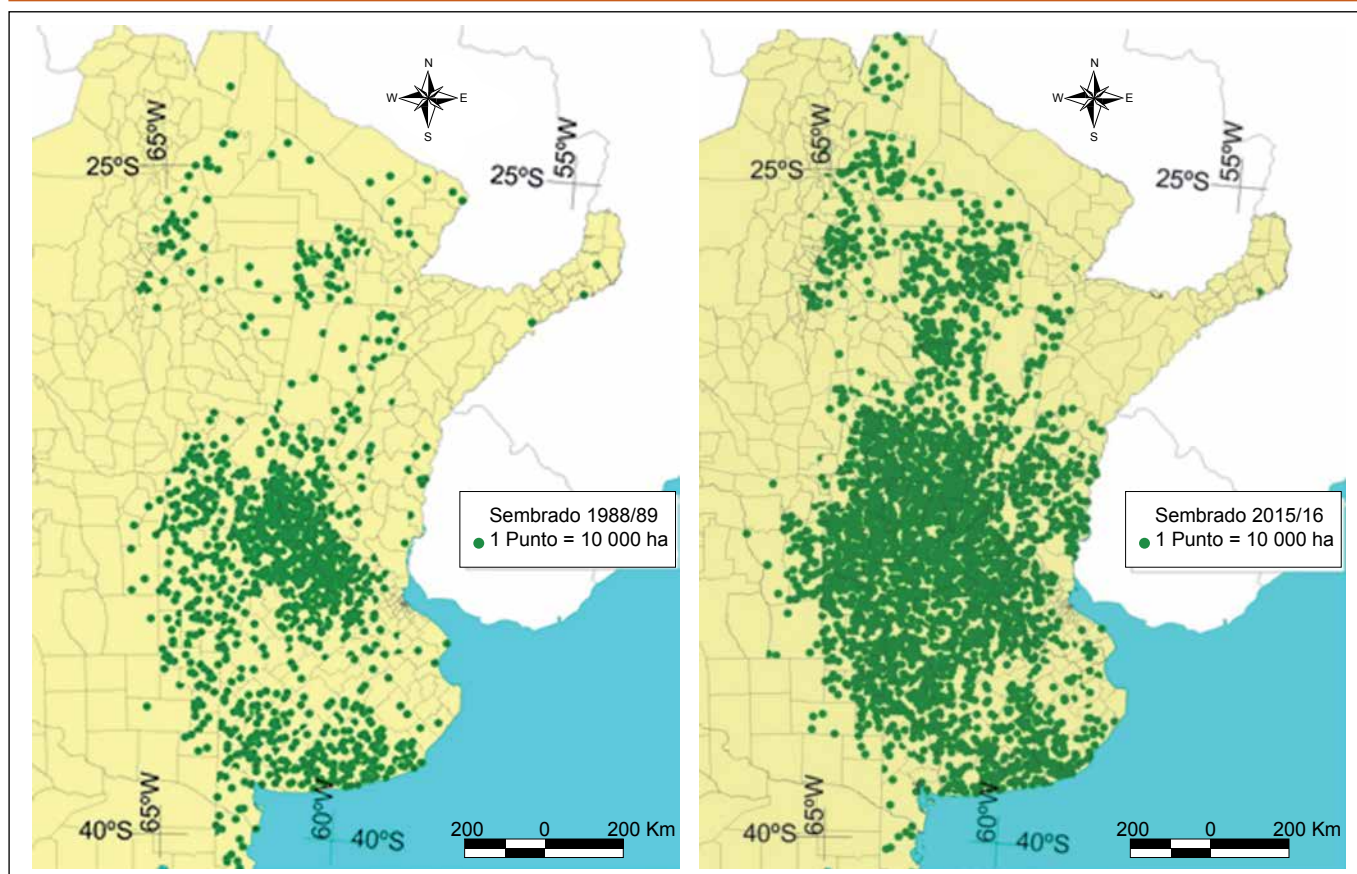 N
W E
S
65ºW
25ºS
55ºW
25ºS
Sembrado 1988/89
1 Punto = 10 000 ha
65ºW
40ºS
60ºW
40ºS
200 0 200 Km
N
W E
S
65ºW
25ºS
55ºW
25ºS
Sembrado 2015/16
1 Punto = 10 000 ha
65ºW
40ºS
60ºW
40ºS
200 0 200 Km